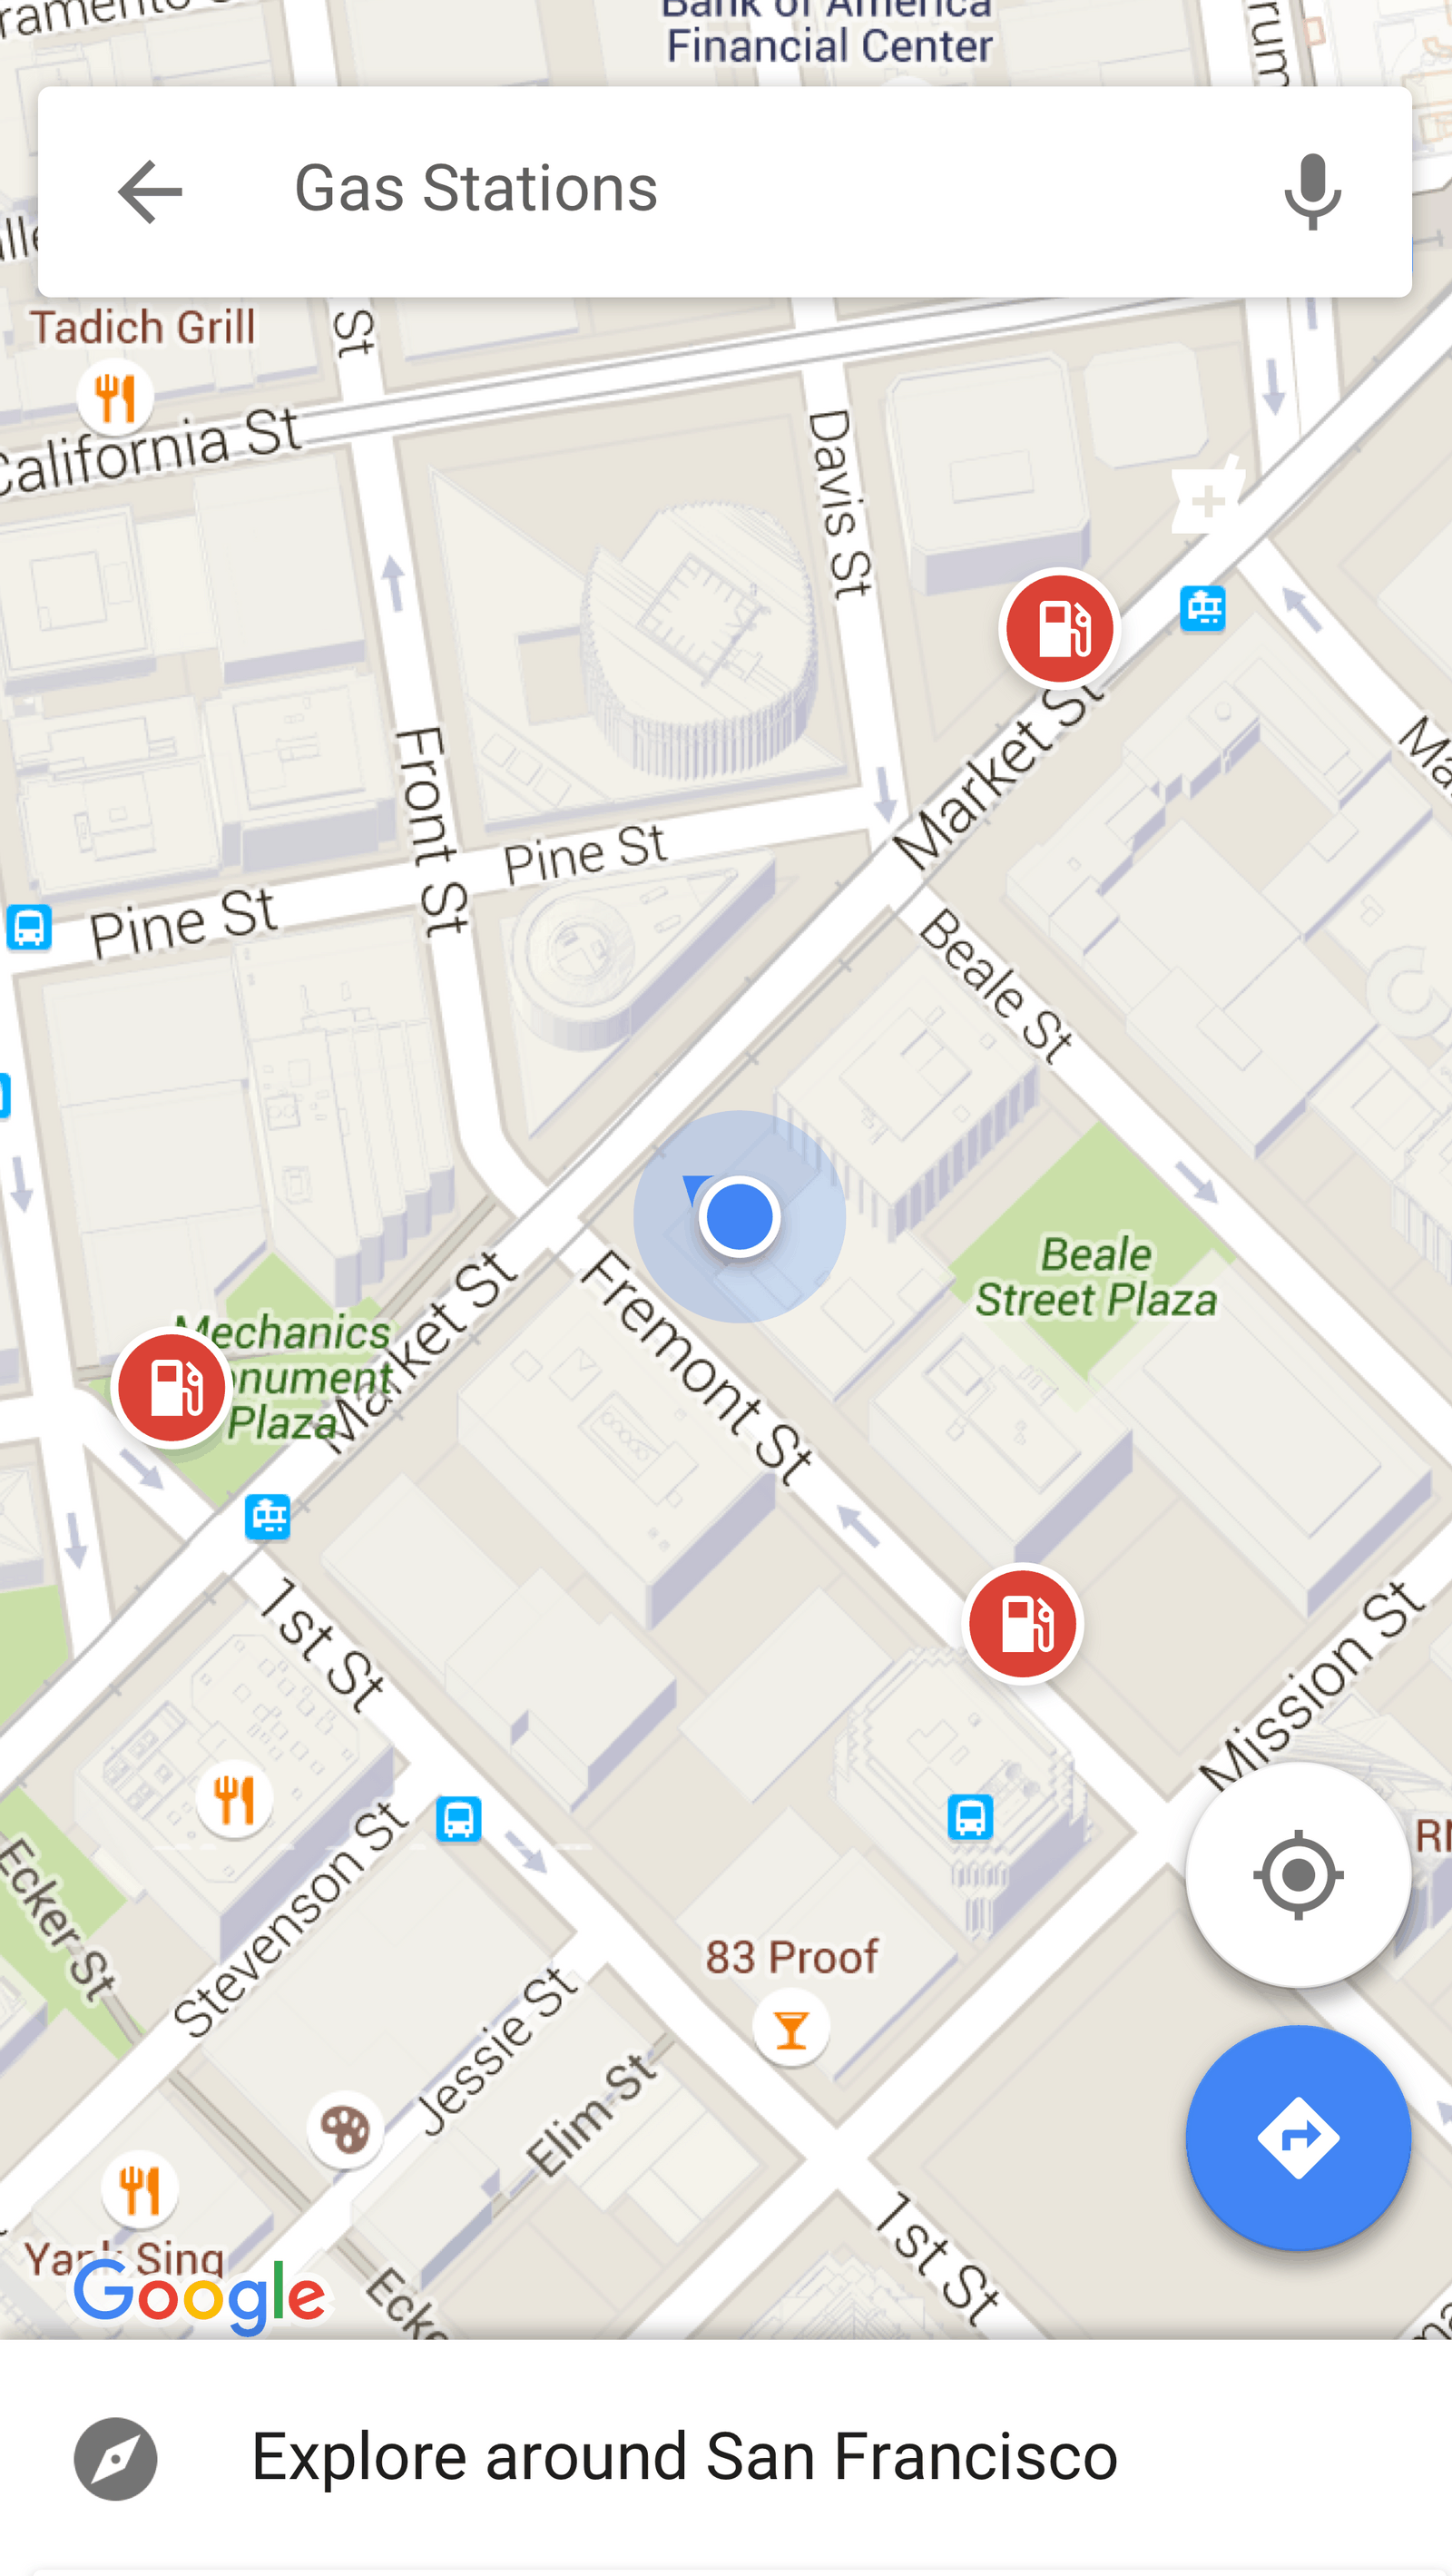 Bank of America
Financial Center
Gas Stations
Tadich Grill
St
California St
Davis St
Market St
Front St
Pine St
Pine St
Beale St
Beale
Street Plaza
Mechanics
Plaza
Market St
Fremont St
1st St
Mission St
Stevenson St
Ecker St
83 Proof
Jessie St
Elim St
Yank Sing
1st St
Google
Explore around San Francisco